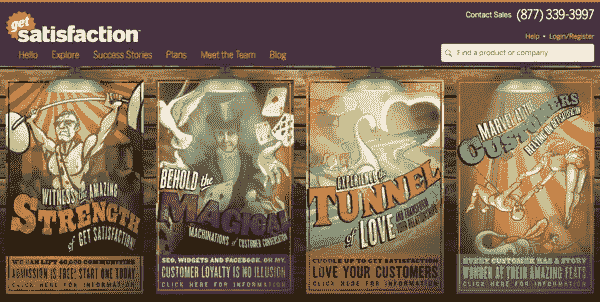 get
satisfaction
Contact Sales (877) 339-3997
Help • Login/Register
Hello Explore Success Stories Plans Meet the Team Blog
Find a product or company
WITNESS the AMAZING
STRENGTH
of GET SATISFACTION!
WE CAN LIFT 40,000 COMMUNITIES
ADMISSION IS FREE! START ONE TODAY.
CLICK HERE FOR INFORMATION
BEHOLD the
MAGICAL
MACHINATIONS of CUSTOMER CONVERSATION
SEO, WIDGETS AND FACEBOOK, OH MY.
CUSTOMER LOYALTY IS NO ILLUSION
CLICK HERE FOR INFORMATION
EXPERIENCE the
TUNNEL
of LOVE
AND TRANSFORM
YOUR RELATIONSHIPS
CUDDLE UP TO GET SATISFACTION
LOVE YOUR CUSTOMERS
CLICK HERE FOR INFORMATION
MARVEL AT THE
CUSTOMERS
HELPING
EVERY CUSTOMER HAS A STORY
WONDER AT THEIR AMAZING FEATS
CLICK HERE FOR INFORMATION